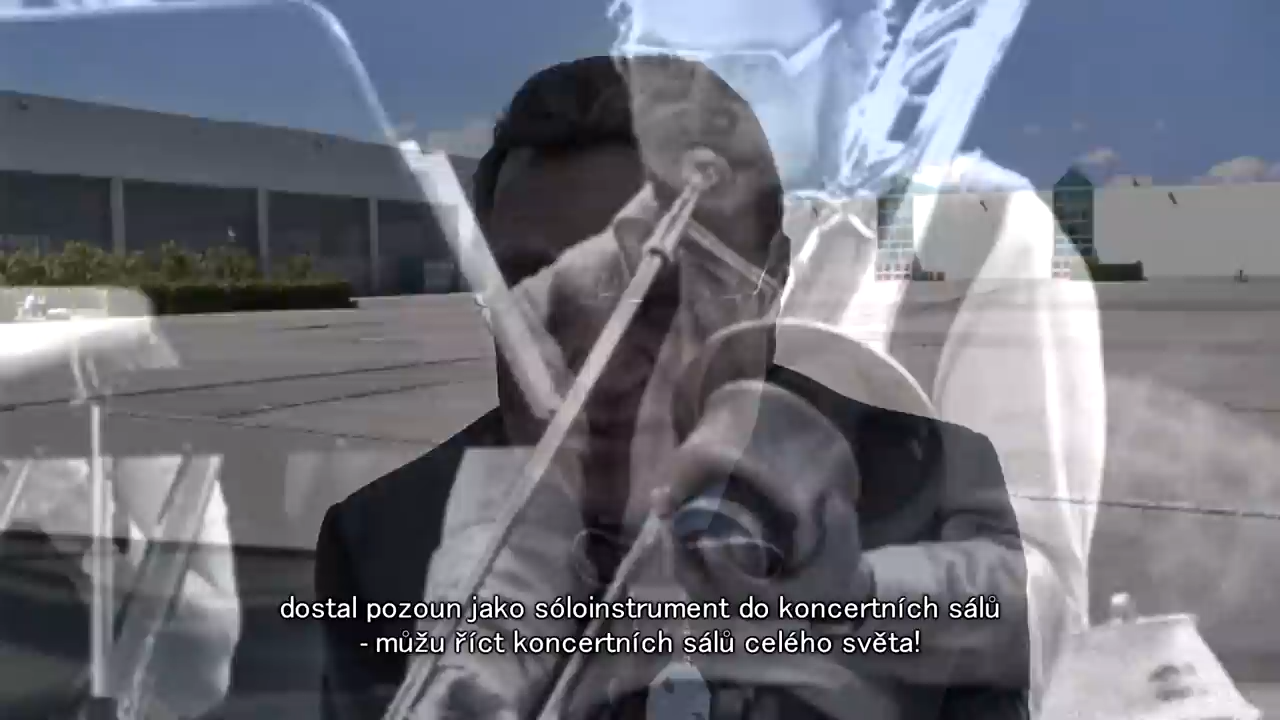 dostal pozoun jako sóloinstrument do koncertních sálů
- můžu říct koncertních sálů celého světa!